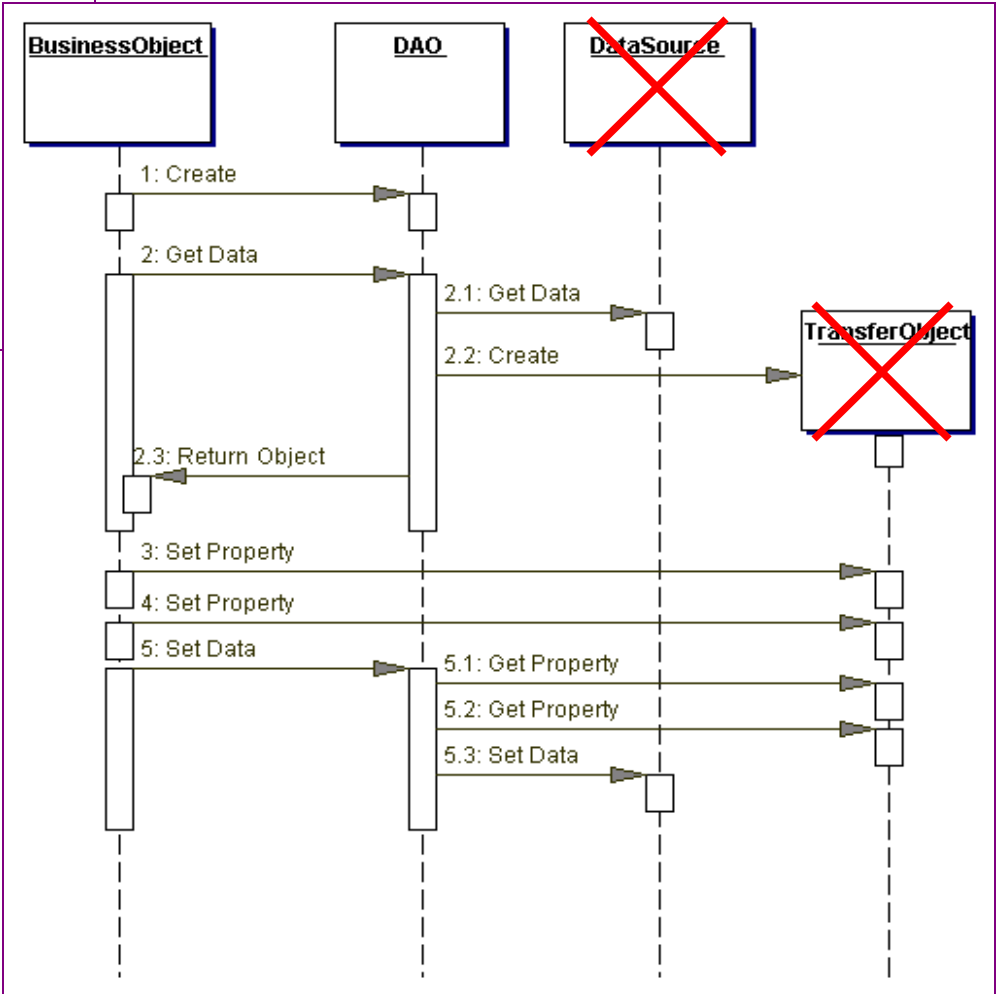 BusinessObject
DAO
DataSource
1: Create
2: Get Data
2.1: Get Data
TransferObject
2.2: Create
2.3: Return Object
3: Set Property
4: Set Property
5: Set Data
5.1: Get Property
5.2: Get Property
5.3: Set Data